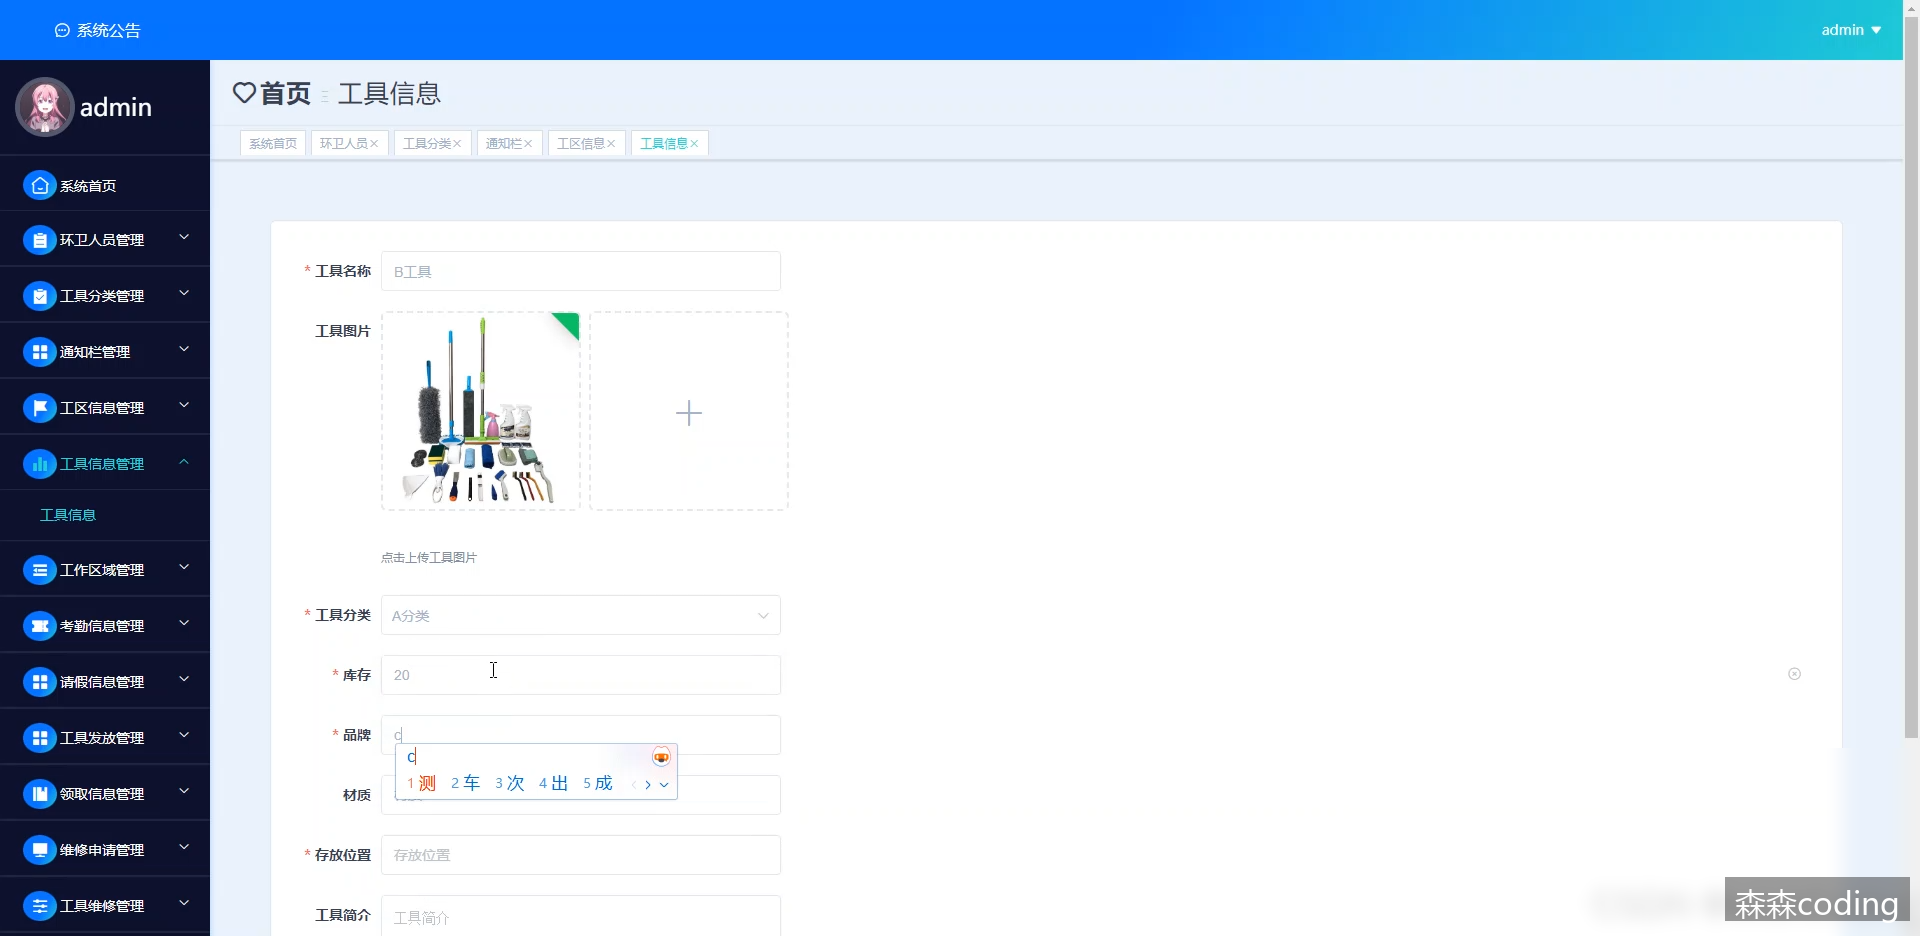 系统公告
admin
admin
首页
工具信息
系统首页
环卫人员
工具分类
通知栏
工区信息
工具信息
系统首页
环卫人员管理
工具分类管理
通知栏管理
工区信息管理
工具信息管理
工具信息
工作区域管理
考勤信息管理
请假信息管理
工具发放管理
领取信息管理
维修申请管理
工具维修管理
* 工具名称
B工具
工具图片
点击上传工具图片
* 工具分类
A分类
* 库存
20
* 品牌
c
c
1 测 2 车 3 次 4 出 5 成
材质
* 存放位置
存放位置
工具简介
工具简介
森森coding